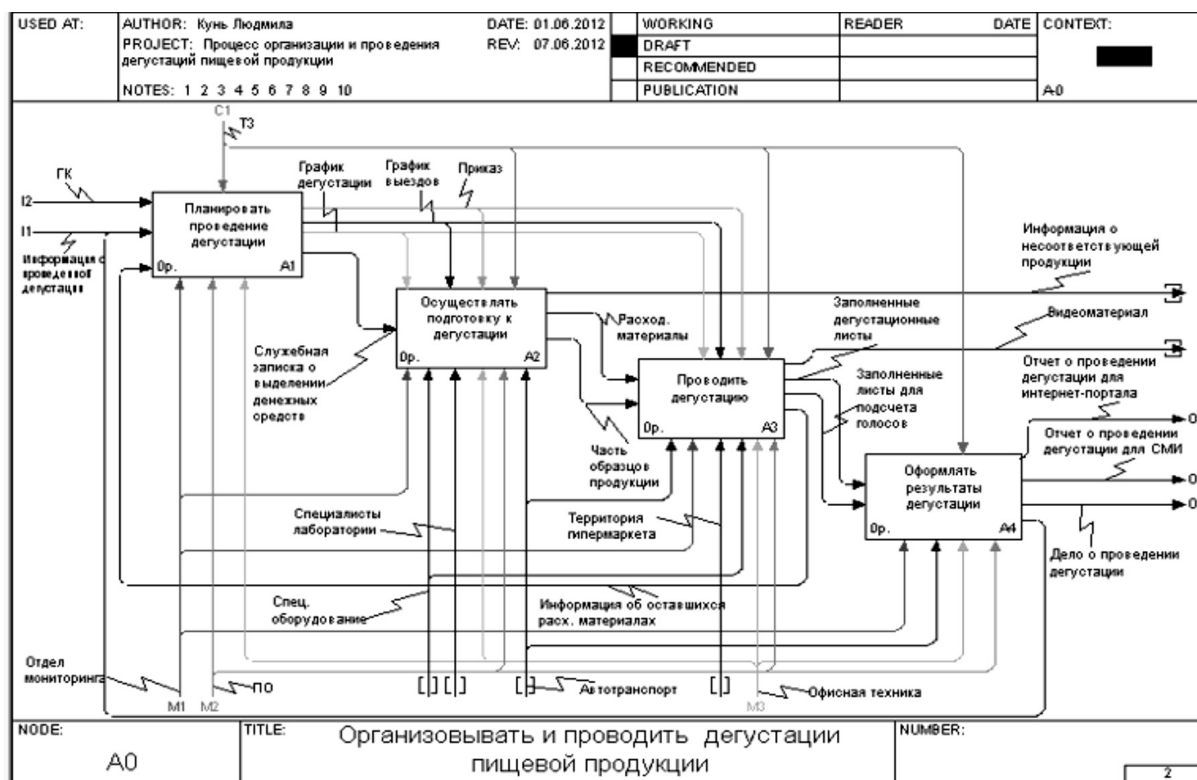 USED AT:
AUTHOR: Кунь Людмила
DATE: 01.06.2012
PROJECT: Процесс организации и проведения
дегустаций пищевой продукции
REV: 07.06.2012
NOTES: 1 2 3 4 5 6 7 8 9 10
WORKING
DRAFT
RECOMMENDED
PUBLICATION
READER
DATE
CONTEXT:
A-0
C1
ТЗ
I2
ГК
I1
Информация о
проведенной
дегустации
График
дегустации
График
выездов
Приказ
Планировать
проведение
дегустации
0р.
A1
Осуществлять
подготовку к
дегустации
0р.
A2
Служебная
записка о
выделении
денежных
средств
Расход.
материалы
Часть
образцов
продукции
Проводить
дегустацию
0р.
A3
Информация о
несоответствующей
продукции
Заполненные
дегустационные
листы
Видеоматериал
Заполненные
листы для
подсчета
голосов
Отчет о проведении
дегустации для
интернет-портала
O
Отчет о проведении
дегустации для СМИ
O
Оформлять
результаты
дегустации
0р.
A4
O
Дело о проведении
дегустации
Специалисты
лаборатории
Территория
гипермаркета
Спец.
оборудование
Информация об оставшихся
расх. материалах
Отдел
мониторинга
ПО
Автотранспорт
Офисная техника
M1
M2
M3
NODE:
A0
TITLE:
Организовывать и проводить дегустации
пищевой продукции
NUMBER:
2